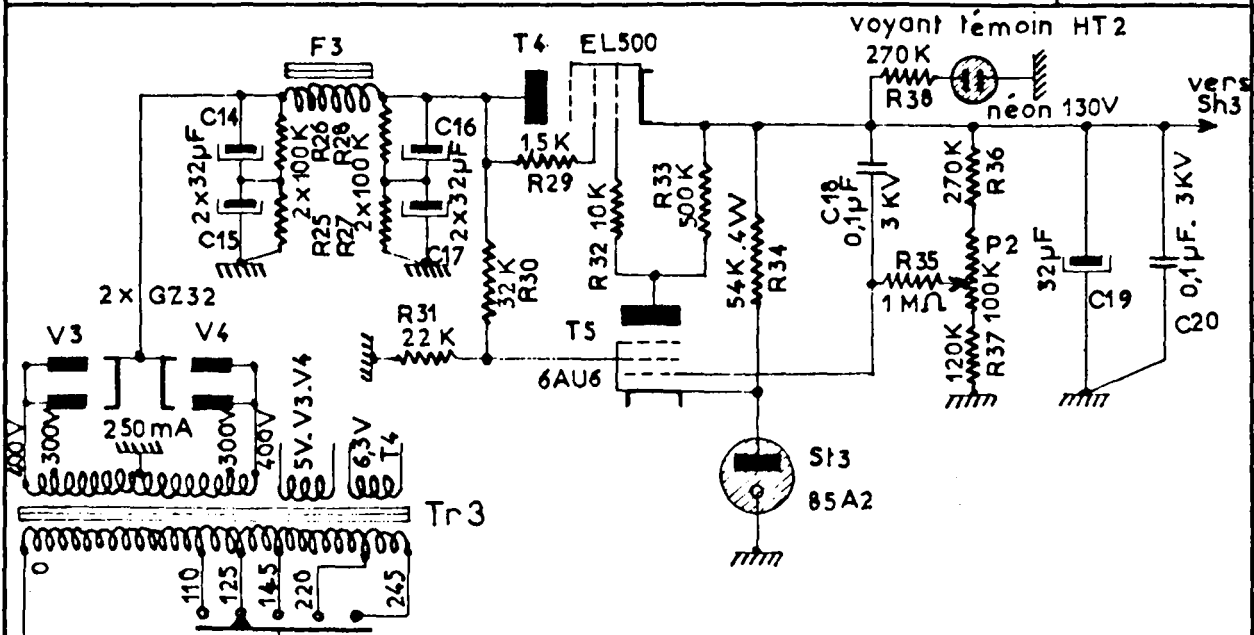 voyant témoin HT2
F3
T4
EL500
270K
R38
néon 130V
vers
Sh3
C14
2x32µF
C15
2x100K
R26
R25
R28
R27
2x100K
C16
2x32µF
C17
1,5K
R29
32K
R30
R31
22K
R32 10K
R33
500K
T5
6AU6
54K.4W
R34
C18
0,1µF
3KV
R35
1MΩ
270K
R36
P2
100K
120K
R37
32µF
C19
0,1µF. 3KV
C20
2x GZ32
V3
V4
400V
300V
250mA
300V
400V
5V-V3.V4
6,3V
T4
Tr3
St3
85A2
0
110
125
145
220
245